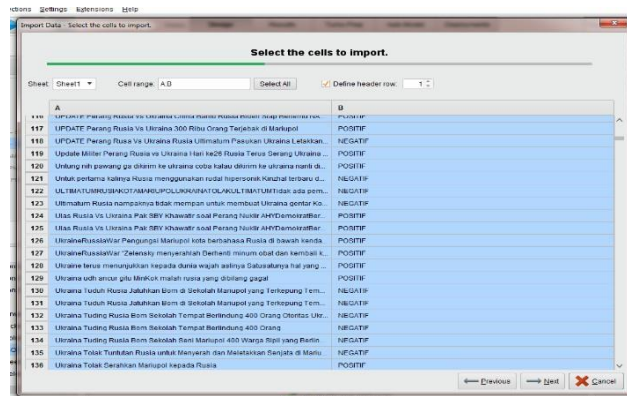 Settings Extensions Help
Import Data - Select the cells to import.
Select the cells to import.
Sheet: Sheet1 Cell range: A:B Select All Define header row: 1
A B
117 UPDATE Perang Rusia Vs Ukraina 300 Ribu Orang Terjebak di Mariupol POSITIF
118 UPDATE Perang Rusa Vs Ukraina Rusia Ultimatum Pasukan Ukraina Letakkan... NEGATIF
119 Update Militer Perang Rusia vs Ukraina Hari ke26 Rusia Terus Serang Ukraina ... POSITIF
120 Untung nih pawang ga dikirim ke ukraina coba kalau dikirim ke ukraina nanti di... POSITIF
121 Untuk pertama kalinya Rusia menggunakan rudal hipersonik Kinzhal terbaru d... NEGATIF
122 ULTIMATUMRUSIAKOTAMARIUPOLUKRAINATOLAKULTIMATUMTidak ada pem... NEGATIF
123 Ultimatum Rusia nampaknya tidak mempan untuk membuat Ukraina gentar Ko... NEGATIF
124 Ulas Rusia Vs Ukraina Pak SBY Khawatir soal Perang Nuklir AHYDemokratBer... POSITIF
125 Ulas Rusia Vs Ukraina Pak SBY Khawatir soal Perang Nuklir AHYDemokratBer... POSITIF
126 UkraineRussiaWar Pengungsi Mariupol kota berbahasa Rusia di bawah kenda... POSITIF
127 UkraineRussiaWar "Zelensky menyerahlah Berhenti minum obat dan kembali k... POSITIF
128 Ukraine terus menunjukkan kepada dunia wajah aslinya Satusatunya hal yang ... POSITIF
129 Ukraina udh ancur gitu MinKok malah rusia yang dibilang gagal POSITIF
130 Ukraina Tuduh Rusia Jatuhkan Bom di Sekolah Mariupol yang Terkepung Tem... NEGATIF
131 Ukraina Tuduh Rusia Jatuhkan Bom di Sekolah Mariupol yang Terkepung Tem... NEGATIF
132 Ukraina Tuding Rusia Bom Sekolah Tempat Berlindung 400 Orang Otoritas Ukr... NEGATIF
133 Ukraina Tuding Rusia Bom Sekolah Tempat Berlindung 400 Orang NEGATIF
134 Ukraina Tuding Rusia Bom Sekolah Seni Mariupol 400 Warga Sipil yang Berlin... NEGATIF
135 Ukraina Tolak Tuntutan Rusia untuk Menyerah dan Meletakkan Senjata di Mariu... NEGATIF
136 Ukraina Tolak Serahkan Mariupol kepada Rusia POSITIF
Previous Next Cancel